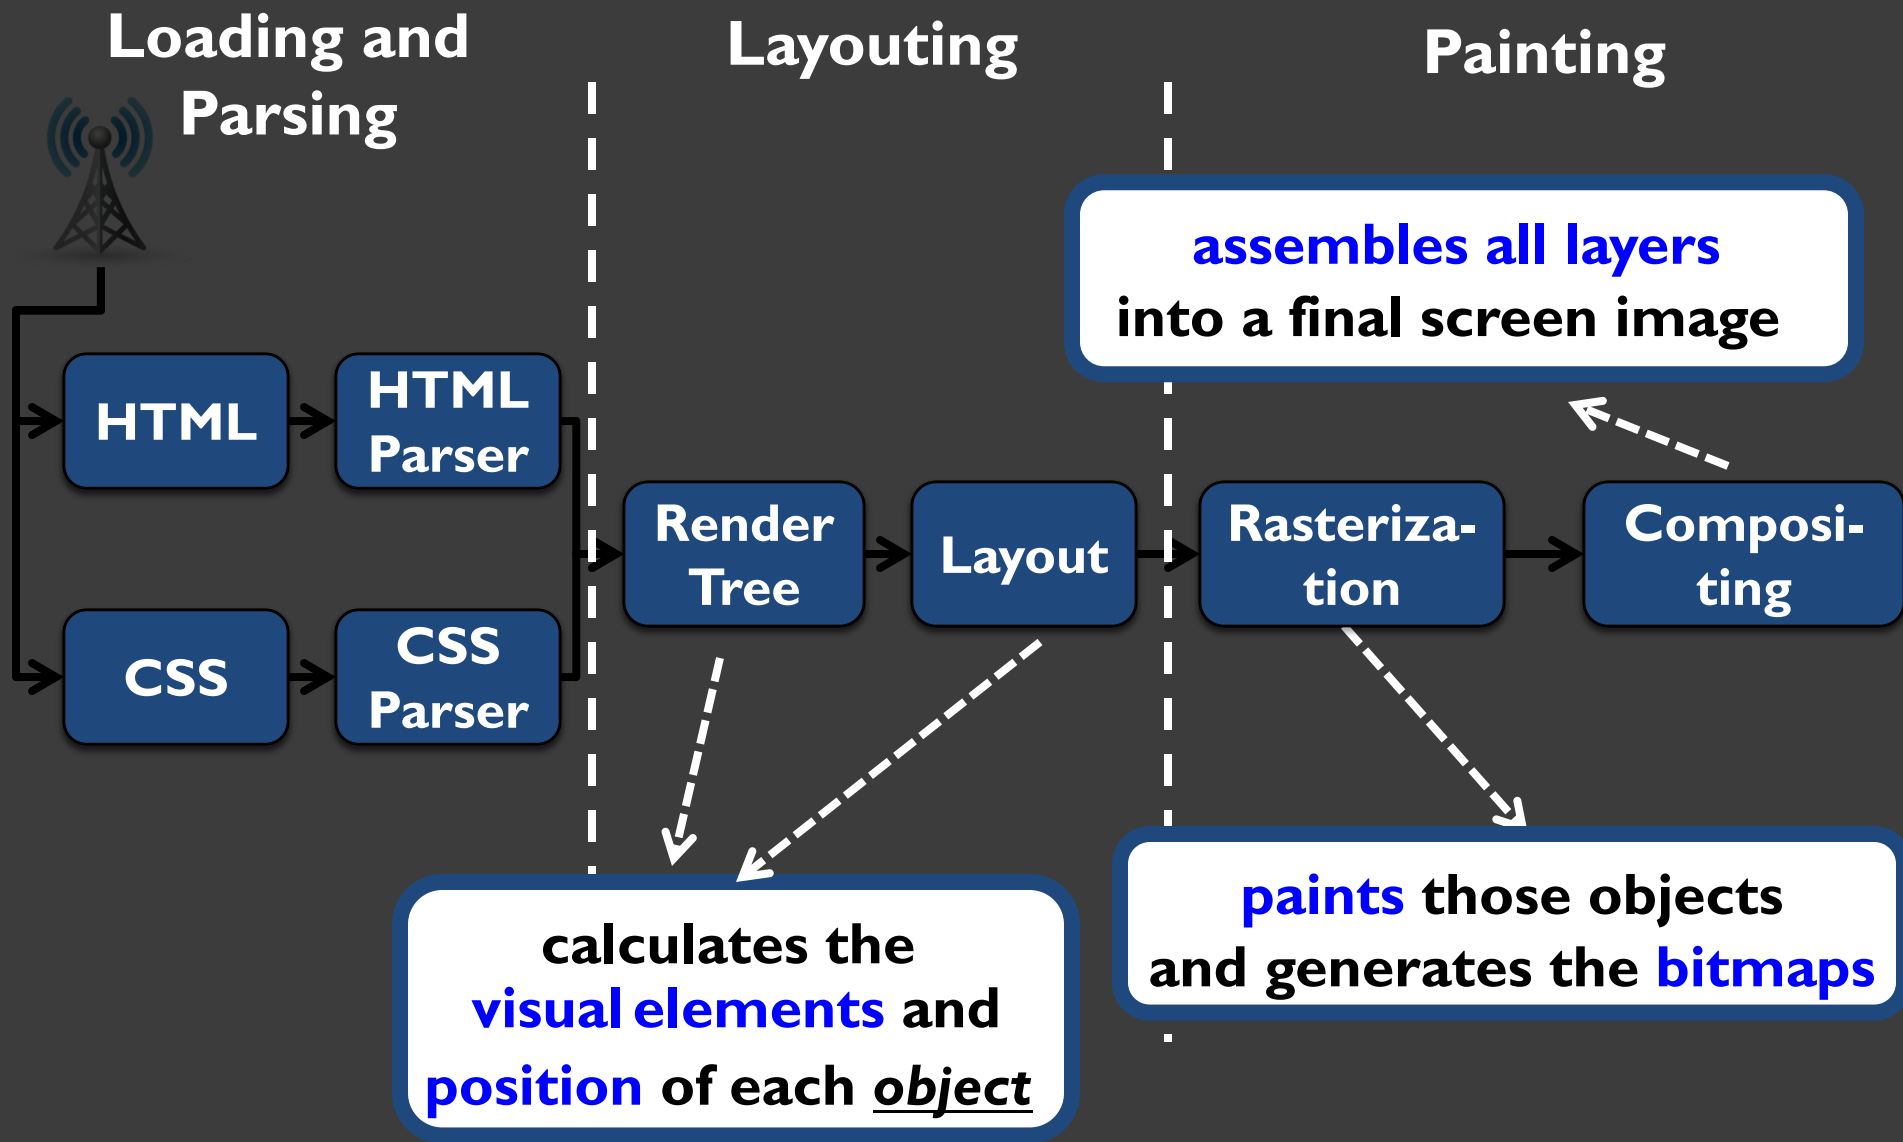 Loading and
Parsing
Layouting
Painting
assembles all layers
into a final screen image
HTML
HTML
Parser
CSS
CSS
Parser
Render
Tree
Layout
Rasteriza-
tion
Composi-
ting
calculates the
visual elements and
position of each object
paints those objects
and generates the bitmaps